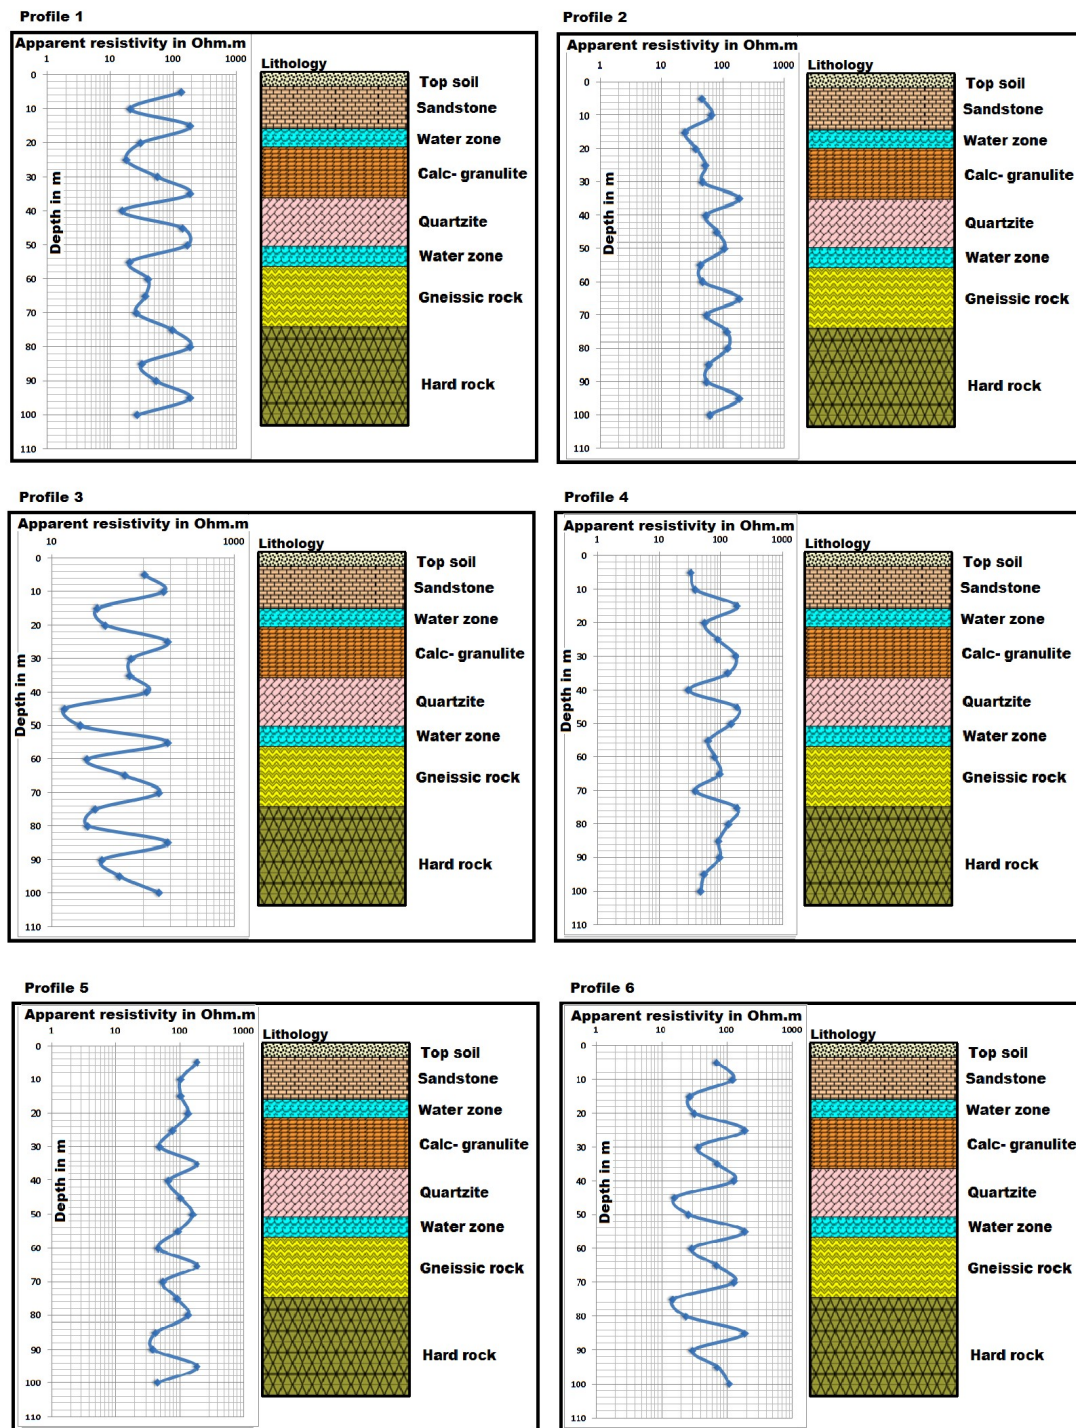 Profile 1
Apparent resistivity in Ohm.m
1 10 100 1000
Lithology
0
10
20
30
40
50
60
70
80
90
100
110
Depth in m
Top soil
Sandstone
Water zone
Calc- granulite
Quartzite
Water zone
Gneissic rock
Hard rock
Profile 2
Apparent resistivity in Ohm.m
1 10 100 1000
Lithology
0
10
20
30
40
50
60
70
80
90
100
110
Depth in m
Top soil
Sandstone
Water zone
Calc- granulite
Quartzite
Water zone
Gneissic rock
Hard rock
Profile 3
Apparent resistivity in Ohm.m
10 1000
Lithology
0
10
20
30
40
50
60
70
80
90
100
110
Depth in m
Top soil
Sandstone
Water zone
Calc- granulite
Quartzite
Water zone
Gneissic rock
Hard rock
Profile 4
Apparent resistivity in Ohm.m
1 10 100 1000
Lithology
0
10
20
30
40
50
60
70
80
90
100
110
Depth in m
Top soil
Sandstone
Water zone
Calc- granulite
Quartzite
Water zone
Gneissic rock
Hard rock
Profile 5
Apparent resistivity in Ohm.m
1 10 100 1000
Lithology
0
10
20
30
40
50
60
70
80
90
100
110
Depth in m
Top soil
Sandstone
Water zone
Calc- granulite
Quartzite
Water zone
Gneissic rock
Hard rock
Profile 6
Apparent resistivity in Ohm.m
1 10 100 1000
Lithology
0
10
20
30
40
50
60
70
80
90
100
110
Depth in m
Top soil
Sandstone
Water zone
Calc- granulite
Quartzite
Water zone
Gneissic rock
Hard rock